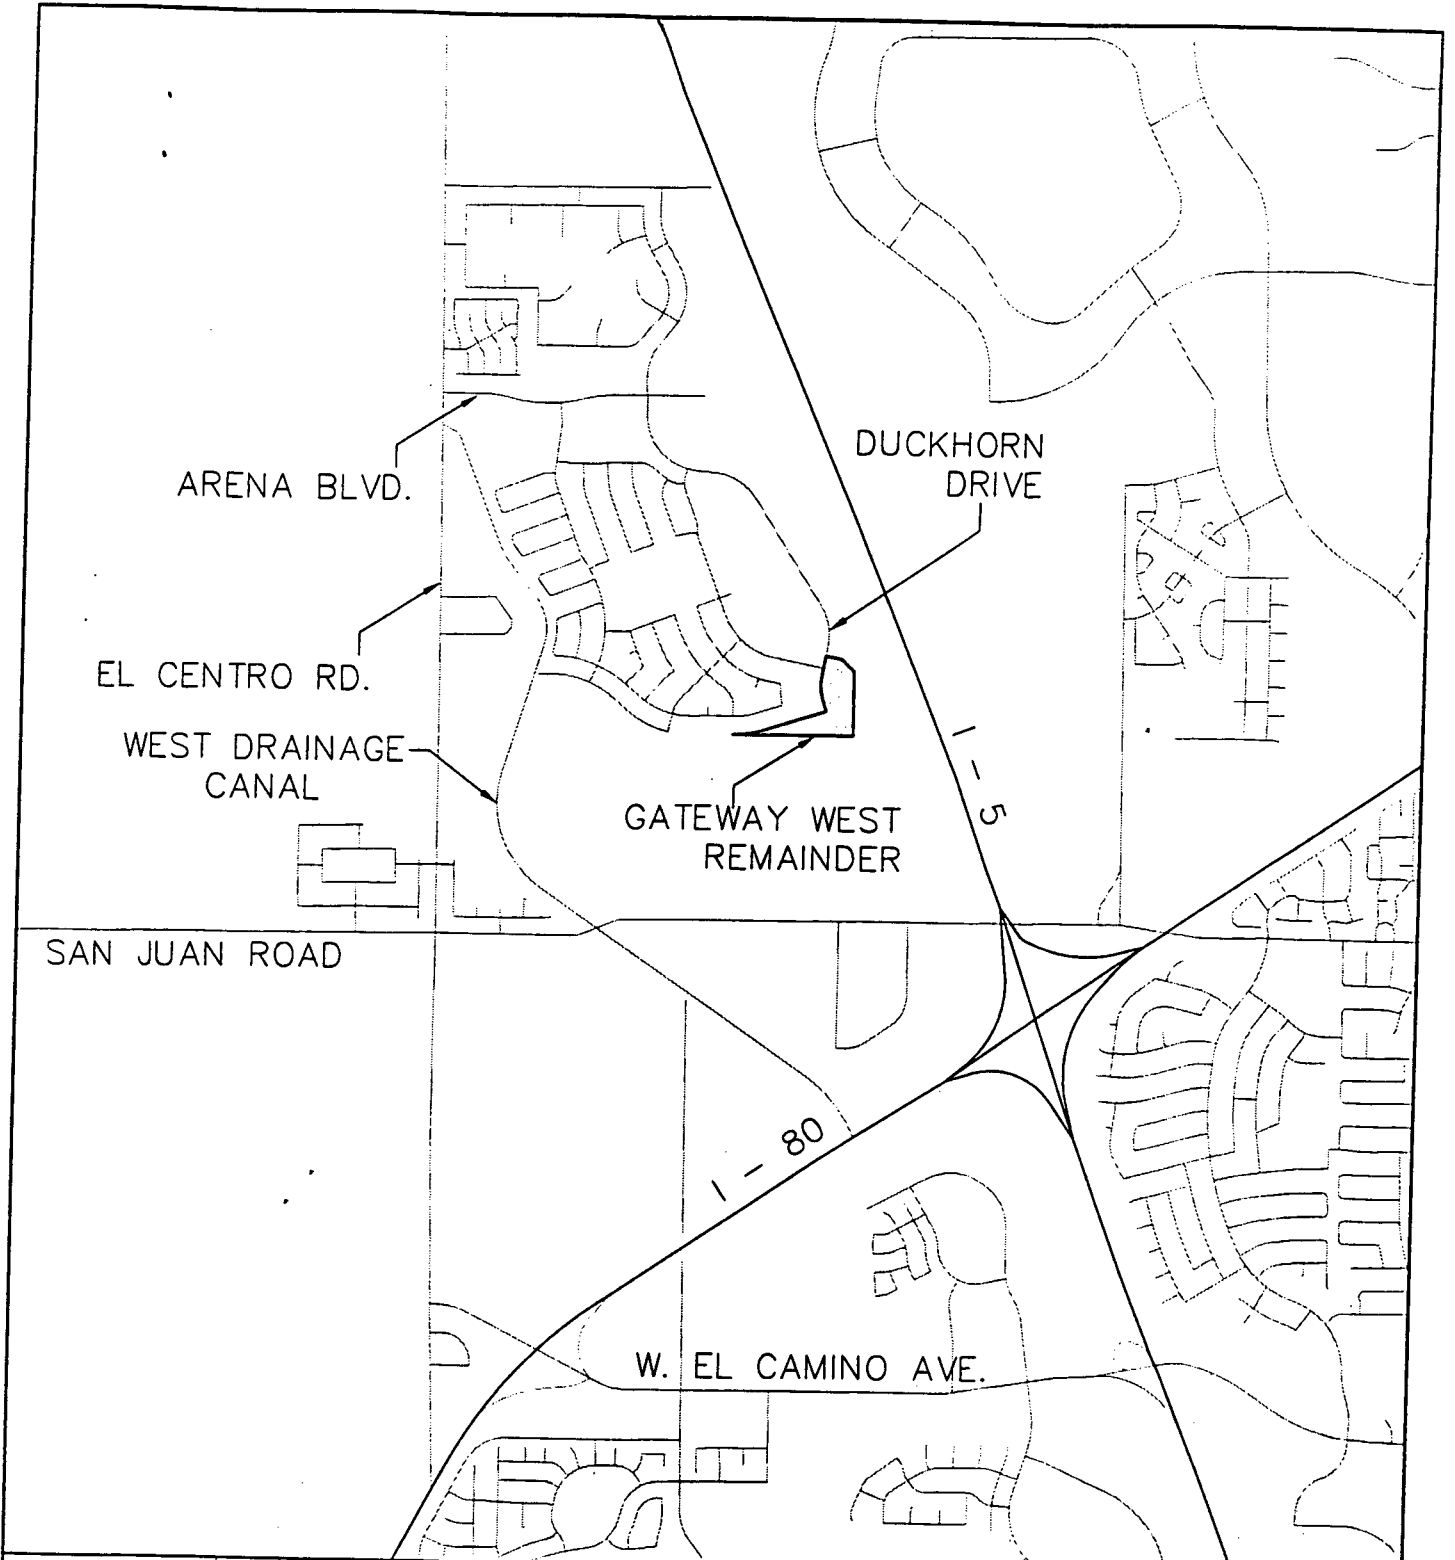 DUCKHORN
DRIVE
ARENA BLVD.
EL CENTRO RD.
WEST DRAINAGE
CANAL
I - 5
GATEWAY WEST
REMAINDER
SAN JUAN ROAD
I - 80
W. EL CAMINO AVE.